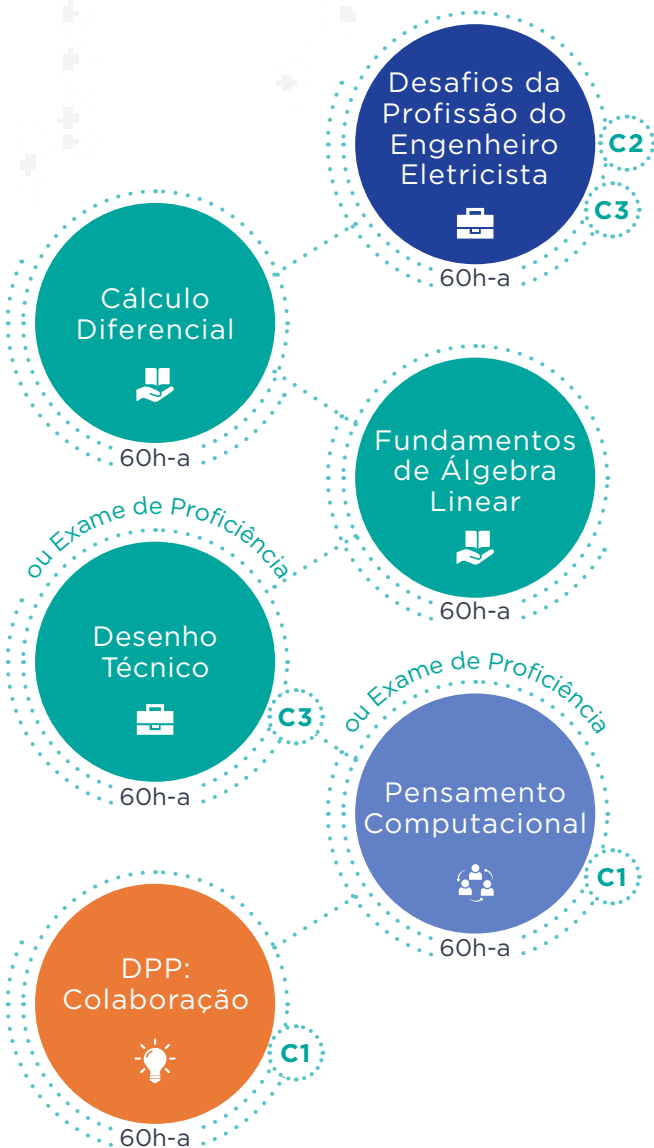 Desafios da
Profissão do
Engenheiro
Eletricista
C2
C3
60h-a
Cálculo
Diferencial
60h-a
Fundamentos
de Álgebra
Linear
60h-a
ou Exame de Proficiência
Desenho
Técnico
C3
60h-a
ou Exame de Proficiência
Pensamento
Computacional
C1
60h-a
DPP:
Colaboração
C1
60h-a